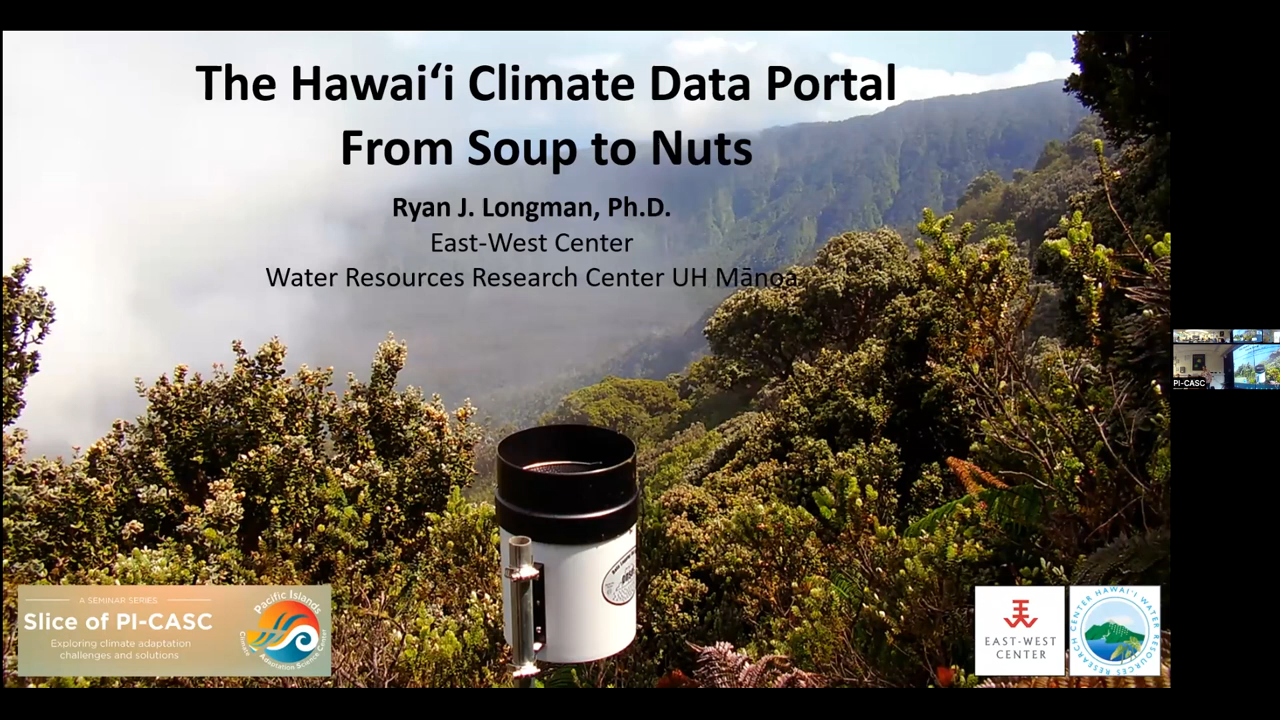 The Hawaiʻi Climate Data Portal
From Soup to Nuts
Ryan J. Longman, Ph.D.
East-West Center
Water Resources Research Center UH Mānoa
A SEMINAR SERIES
Slice of PI-CASC
Exploring climate adaptation
challenges and solutions
Pacific Islands
Climate Adaptation Science Center
EAST-WEST
CENTER
HAWAIʻI WATER RESOURCES RESEARCH CENTER
PI-CASC